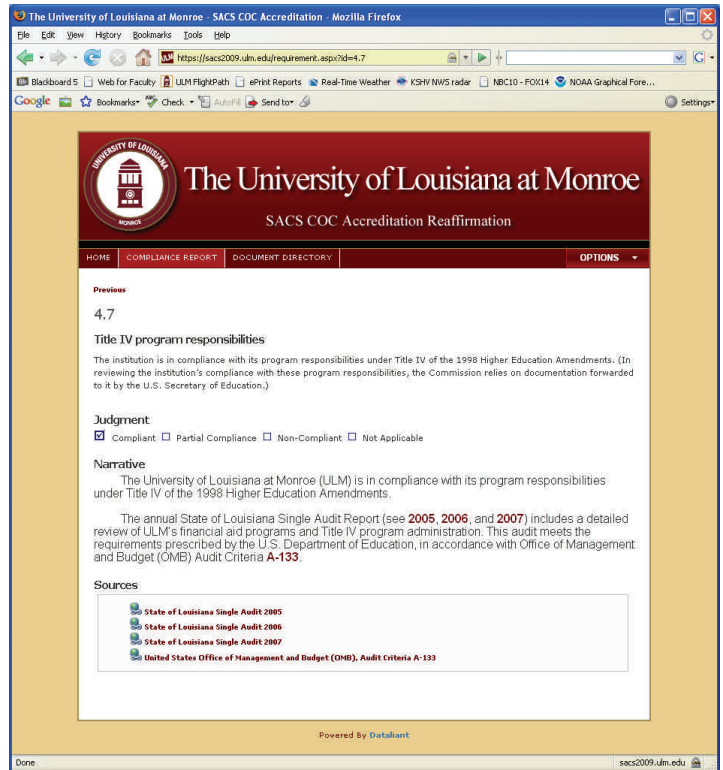 The University of Louisiana at Monroe - SACS COC Accreditation - Mozilla Firefox
File Edit View History Bookmarks Tools Help
https://sacs2009.ulm.edu/requirement.aspx?id=4.7
Blackboard 5 Web for Faculty ULM FlightPath ePrint Reports Real-Time Weather KSHV NWS radar NBC10 - FOX14 NOAA Graphical Fore...
Google Bookmarks Check AutoFill Send to Settings
UNIVERSITY OF LOUISIANA
MONROE
The University of Louisiana at Monroe
SACS COC Accreditation Reaffirmation
HOME COMPLIANCE REPORT DOCUMENT DIRECTORY OPTIONS
Previous
4.7
Title IV program responsibilities
The institution is in compliance with its program responsibilities under Title IV of the 1998 Higher Education Amendments. (In
reviewing the institution's compliance with these program responsibilities, the Commission relies on documentation forwarded
to it by the U.S. Secretary of Education.)
Judgment
Compliant Partial Compliance Non-Compliant Not Applicable
Narrative
The University of Louisiana at Monroe (ULM) is in compliance with its program responsibilities
under Title IV of the 1998 Higher Education Amendments.
The annual State of Louisiana Single Audit Report (see 2005, 2006, and 2007) includes a detailed
review of ULM's financial aid programs and Title IV program administration. This audit meets the
requirements prescribed by the U.S. Department of Education, in accordance with Office of Management
and Budget (OMB) Audit Criteria A-133.
Sources
State of Louisiana Single Audit 2005
State of Louisiana Single Audit 2006
State of Louisiana Single Audit 2007
United States Office of Management and Budget (OMB), Audit Criteria A-133
Powered By Dataliant
Done sacs2009.ulm.edu